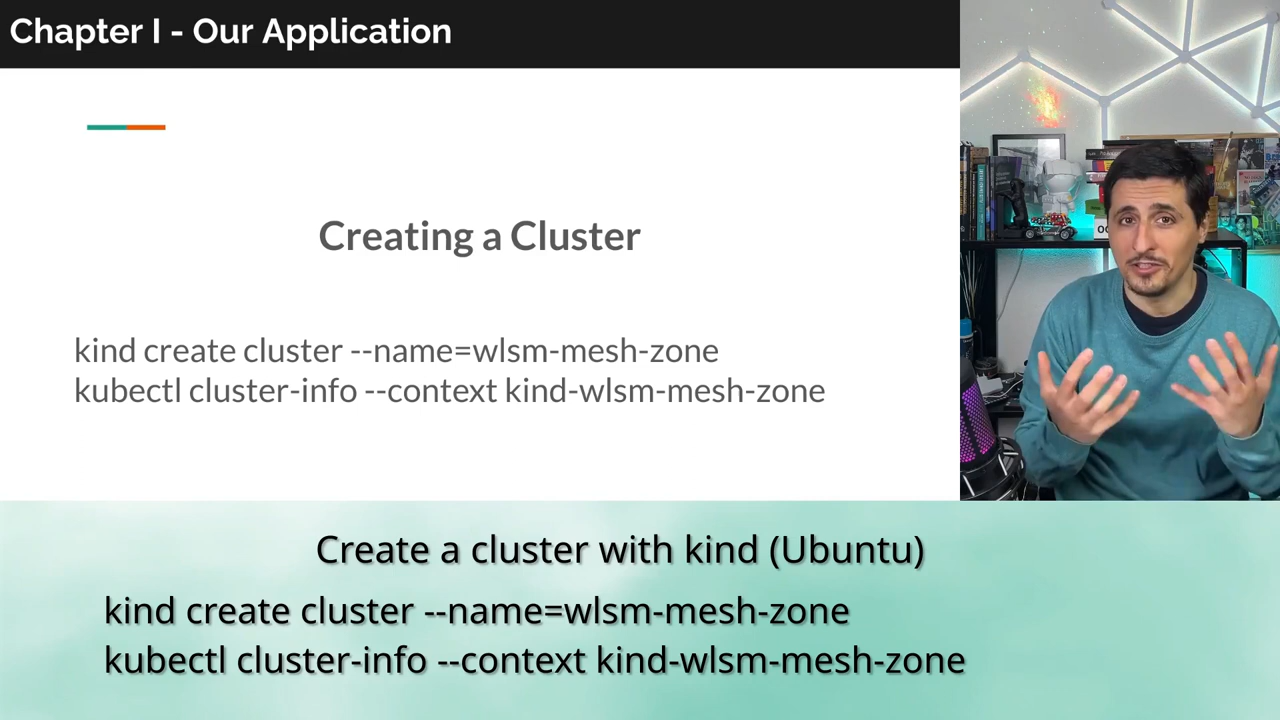 Chapter I - Our Application
Creating a Cluster
kind create cluster --name=wlsm-mesh-zone
kubectl cluster-info --context kind-wlsm-mesh-zone
Create a cluster with kind (Ubuntu)
kind create cluster --name=wlsm-mesh-zone
kubectl cluster-info --context kind-wlsm-mesh-zone